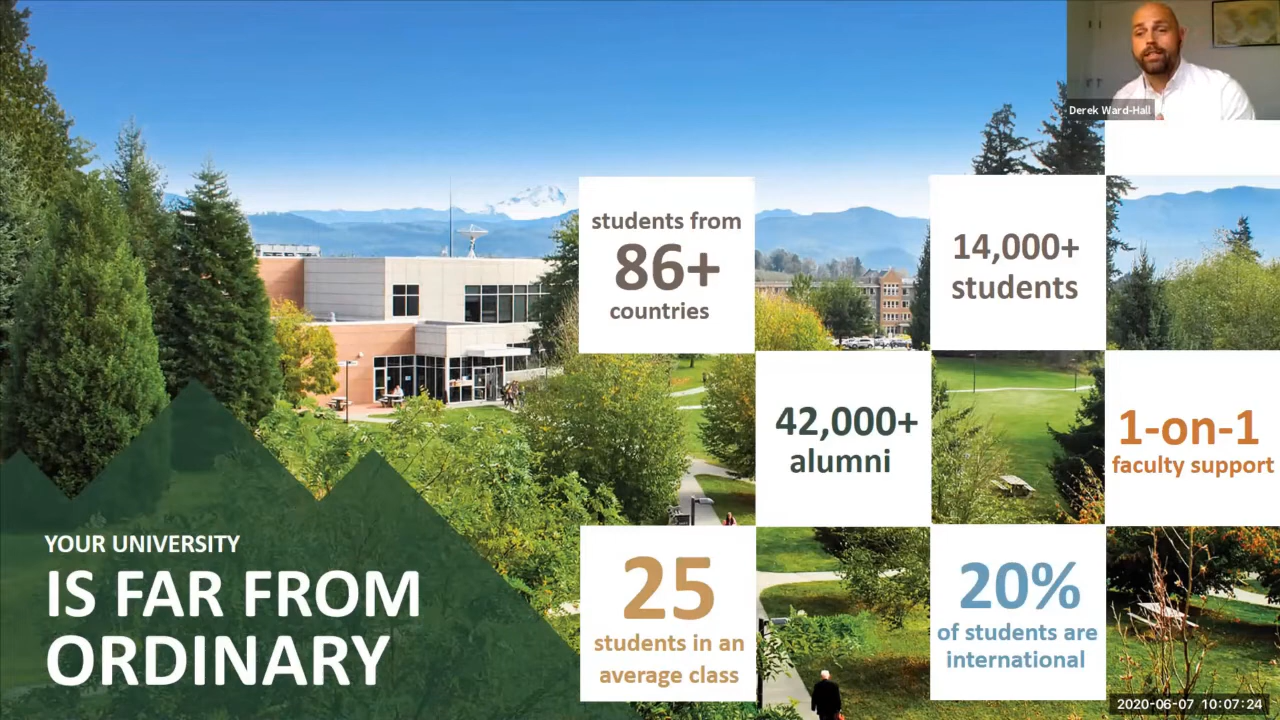 Derek Ward-Hall
students from
86+
countries
14,000+
students
42,000+
alumni
1-on-1
faculty support
YOUR UNIVERSITY
IS FAR FROM
ORDINARY
25
students in an
average class
20%
of students are
international
2020-06-07 10:07:24